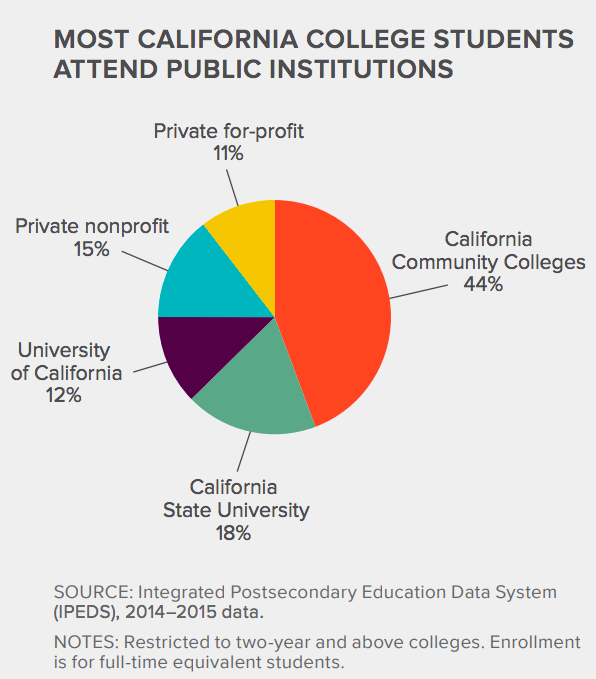 MOST CALIFORNIA COLLEGE STUDENTS
ATTEND PUBLIC INSTITUTIONS
Private for-profit
11%
Private nonprofit
15%
California
Community Colleges
44%
University
of California
12%
California
State University
18%
SOURCE: Integrated Postsecondary Education Data System
(IPEDS), 2014–2015 data.
NOTES: Restricted to two-year and above colleges. Enrollment
is for full-time equivalent students.